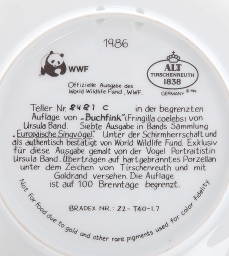 1986
WWF
ALT
TIRSCHENREUTH
1838
GERMANY
Offizielle Ausgabe des
World Wildlife Fund, WWF.
Teller Nr. 8481 C in der begrenzten
Auflage von „Buchfink“ (Fringilla coelebs) von
Ursula Band. Siebte Ausgabe in Bands Sammlung
„Europäische Singvögel“. Unter der Schirmherrschaft und
als authentisch bestätigt von World Wildlife Fund. Exklusiv
für diese Ausgabe gemalt von der Vogel Portraitistin
Ursula Band. Übertragen auf hartgebranntes Porzellan
unter dem Zeichen von Tirschenreuth und mit
Goldrand versehen. Die Auflage
ist auf 100 Brenntage begrenzt.
BRADEX NR.: 22-T60-1.7
Not for food due to gold and other rare pigments used for color fidelity